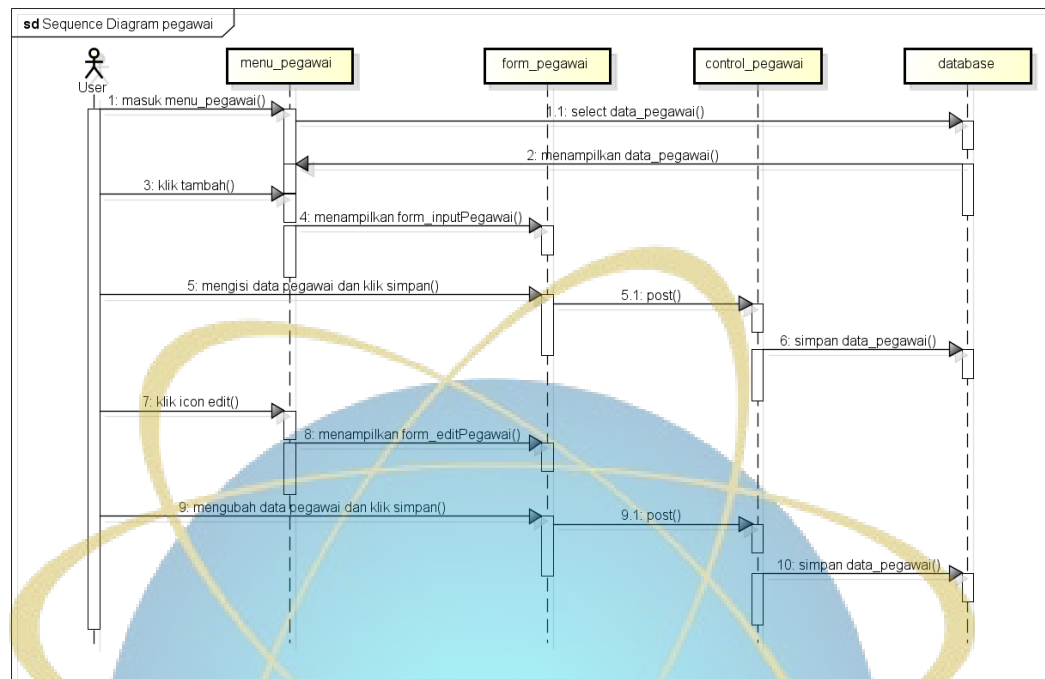 sd Sequence Diagram pegawai
User
menu_pegawai
form_pegawai
control_pegawai
database
1: masuk menu_pegawai()
1.1: select data_pegawai()
2: menampilkan data_pegawai()
3: klik tambah()
4: menampilkan form_inputPegawai()
5: mengisi data pegawai dan klik simpan()
5.1: post()
6: simpan data_pegawai()
7: klik icon edit()
8: menampilkan form_editPegawai()
9: mengubah data pegawai dan klik simpan()
9.1: post()
10: simpan data_pegawai()